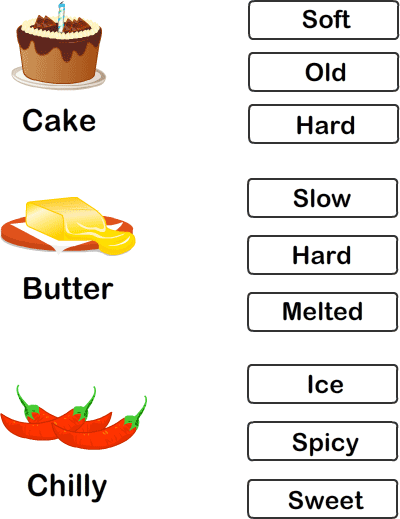 Soft
Old
Cake
Hard
Slow
Hard
Butter
Melted
Ice
Spicy
Chilly
Sweet